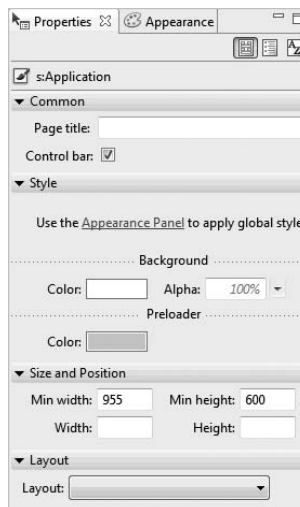 Properties Appearance
s:Application
Common
Page title:
Control bar:
Style
Use the Appearance Panel to apply global style
Background
Color: Alpha: 100%
Preloader
Color:
Size and Position
Min width: 955 Min height: 600
Width: Height:
Layout
Layout: